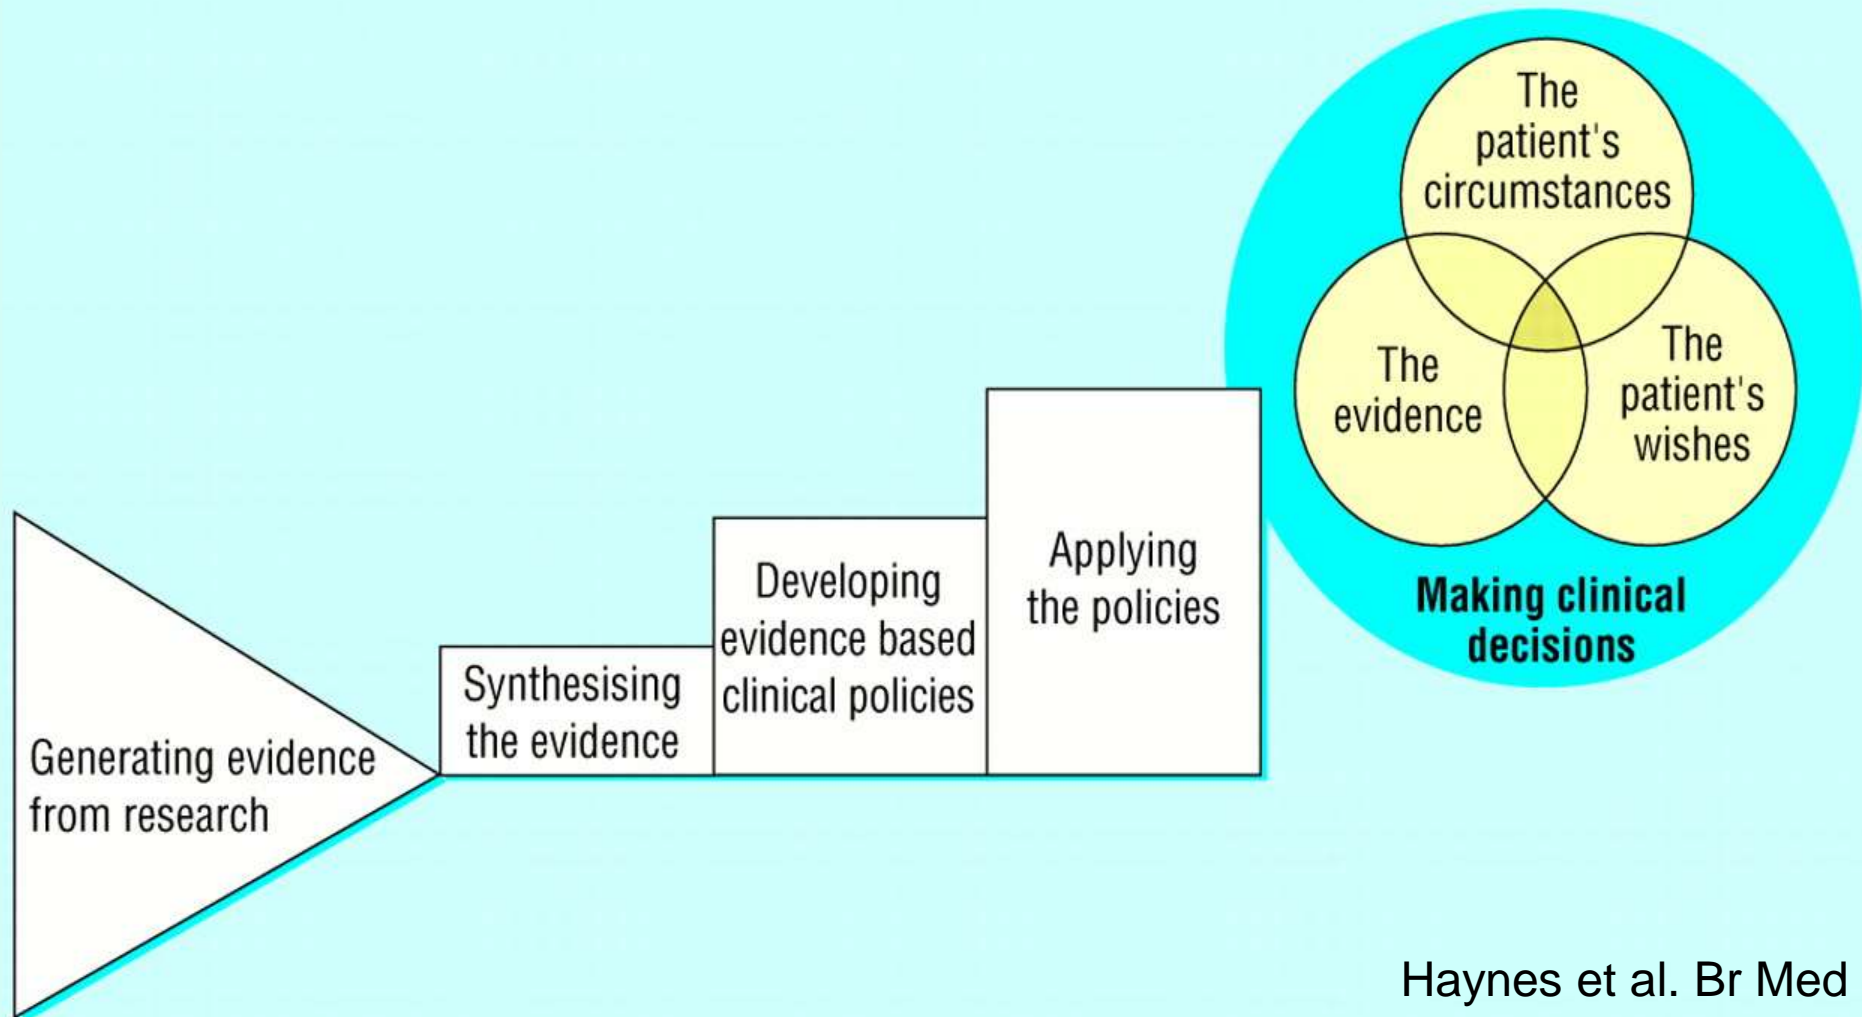 Generating evidence
from research
Synthesising
the evidence
Developing
evidence based
clinical policies
Applying
the policies
The
patient's
circumstances
The
evidence
The
patient's
wishes
Making clinical
decisions
Haynes et al. Br Med